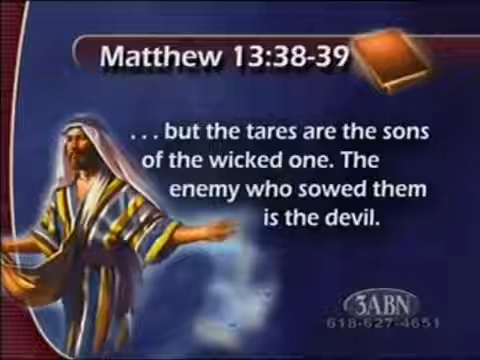 Matthew 13:38-39
. . . but the tares are the sons
of the wicked one. The
enemy who sowed them
is the devil.
3ABN
618-627-4651